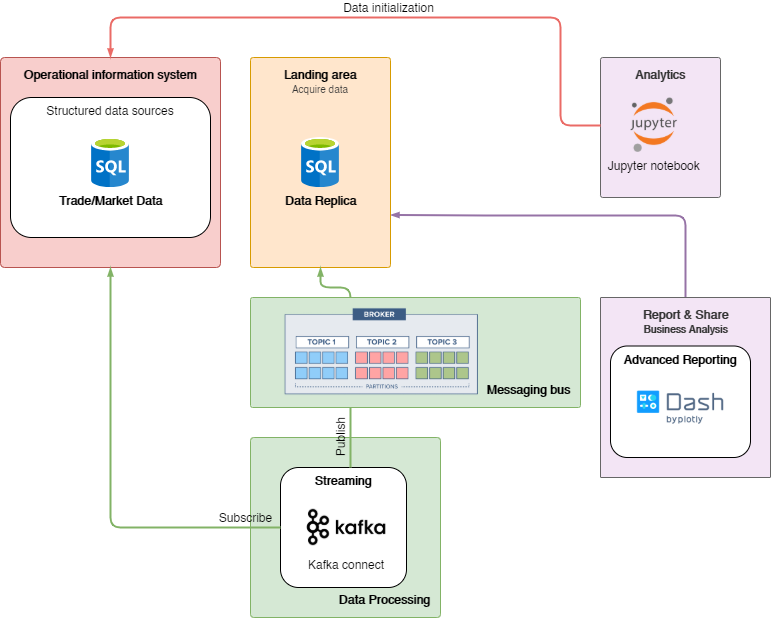 Data initialization
Operational information system
Structured data sources
SQL
Trade/Market Data
Landing area
Acquire data
SQL
Data Replica
Analytics
jupyter
Jupyter notebook
BROKER
TOPIC 1
TOPIC 2
TOPIC 3
PARTITIONS
Messaging bus
Report & Share
Business Analysis
Advanced Reporting
Dash
by plotly
Publish
Subscribe
Streaming
kafka
Kafka connect
Data Processing